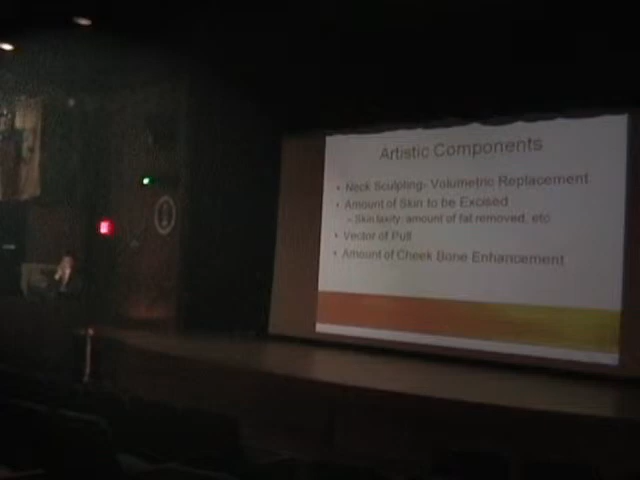 Artistic Components
• Neck Sculpting- Volumetric Replacement
• Amount of Skin to be Excised
– Skin laxity, amount of fat removed, etc
• Vector of Pull
• Amount of Cheek Bone Enhancement